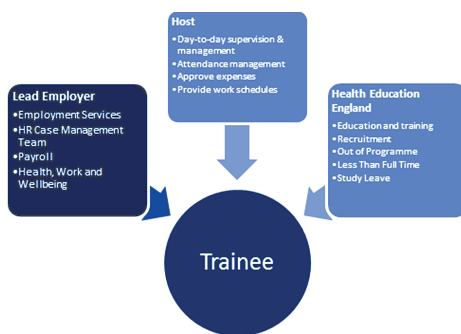 Host
•Day-to-day supervision &
management
•Attendance management
•Approve expenses
•Provide work schedules
Lead Employer
•Employment Services
•HR Case Management
Team
•Payroll
•Health, Work and
Wellbeing
Health Education
England
•Education and training
•Recruitment
•Out of Programme
•Less Than Full Time
•Study Leave
Trainee